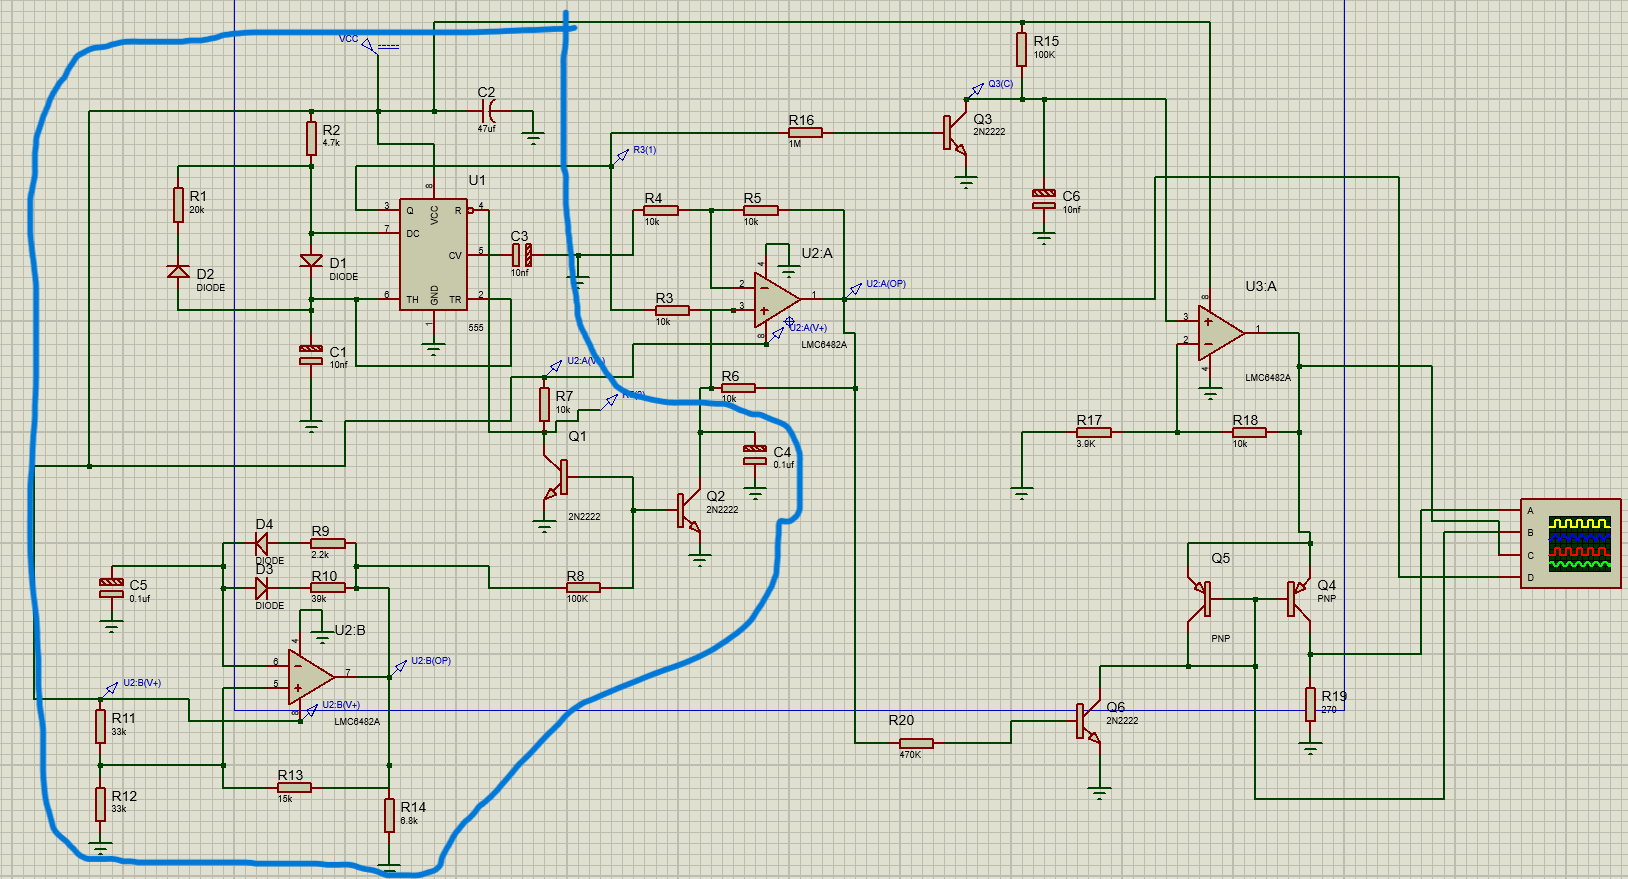 VCC
R15
100K
Q3(C)
C2
47uf
R2
4.7k
R16
1M
Q3
2N2222
R3(1)
U1
R1
20k
R4
10k
R5
10k
C6
10nf
3
Q
8
VCC
R
4
7
DC
C3
10nf
CV
5
D1
DIODE
D2
DIODE
U2:A
4
2
3
1
8
U2:A(OP)
U2:A(V+)
LMC6482A
R3
10k
6
TH
GND
TR
2
1
555
U3:A
8
3
2
1
4
LMC6482A
C1
10nf
R6
10k
R7
10k
Q1
2N2222
C4
0.1uf
R17
3.9K
R18
10k
Q2
2N2222
A
B
C
D
D4
DIODE
R9
2.2k
D3
DIODE
R10
39k
C5
0.1uf
R8
100K
Q5
PNP
Q4
PNP
U2:B
4
6
5
7
8
U2:B(OP)
U2:B(V+)
U2:B(V+)
LMC6482A
R11
33k
R19
270
Q6
2N2222
R20
470K
R13
15k
R12
33k
R14
6.8k